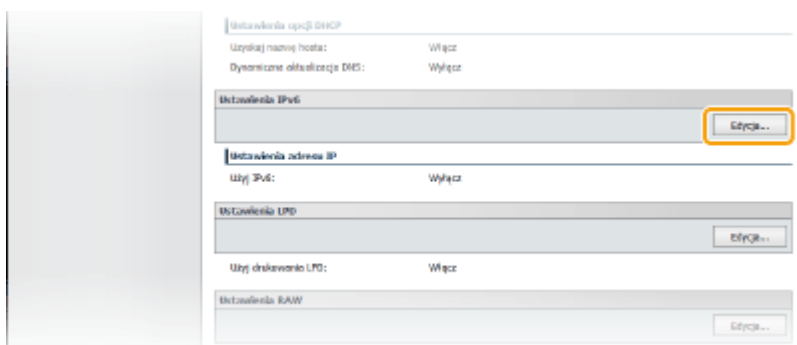 Ustawienia opcji DHCP
Uzyskaj nazwę hosta: Włącz
Dynamiczne aktualizacje DNS: Wyłącz
Ustawienia IPv6
Edycja...
Ustawienia adresu IP
Użyj IPv6: Wyłącz
Ustawienia LPD
Edycja...
Użyj drukowania LPD: Włącz
Ustawienia RAW
Edycja...